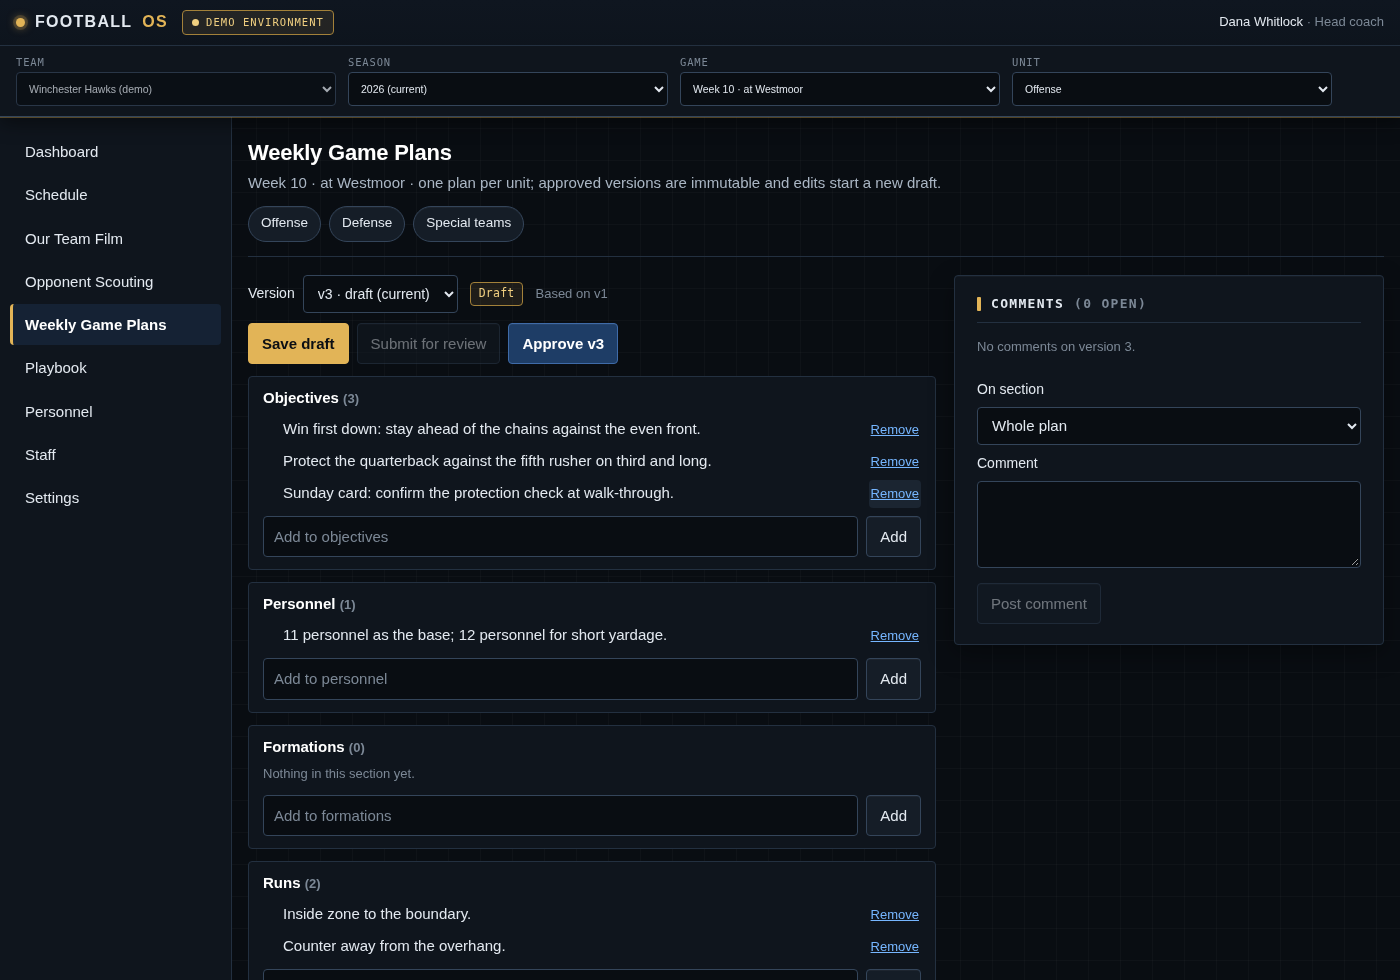 FOOTBALL OS
DEMO ENVIRONMENT
Dana Whitlock · Head coach
TEAM
Winchester Hawks (demo)
SEASON
2026 (current)
GAME
Week 10 · at Westmoor
UNIT
Offense
Dashboard
Schedule
Our Team Film
Opponent Scouting
Weekly Game Plans
Playbook
Personnel
Staff
Settings
Weekly Game Plans
Week 10 · at Westmoor · one plan per unit; approved versions are immutable and edits start a new draft.
Offense
Defense
Special teams
Version
v3 · draft (current)
Draft
Based on v1
Save draft
Submit for review
Approve v3
Objectives (3)
Win first down: stay ahead of the chains against the even front.
Remove
Protect the quarterback against the fifth rusher on third and long.
Remove
Sunday card: confirm the protection check at walk-through.
Remove
Add to objectives
Add
Personnel (1)
11 personnel as the base; 12 personnel for short yardage.
Remove
Add to personnel
Add
Formations (0)
Nothing in this section yet.
Add to formations
Add
Runs (2)
Inside zone to the boundary.
Remove
Counter away from the overhang.
Remove
COMMENTS (0 OPEN)
No comments on version 3.
On section
Whole plan
Comment
Post comment